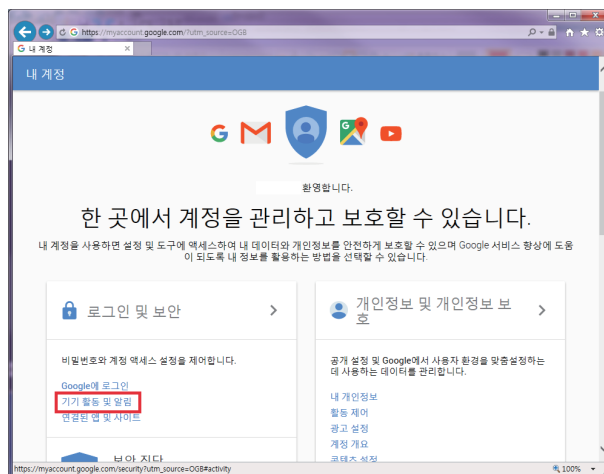 https://myaccount.google.com/?utm_source=OGB
G 내 계정
내 계정
환영합니다.
한 곳에서 계정을 관리하고 보호할 수 있습니다.
내 계정을 사용하면 설정 및 도구에 액세스하여 내 데이터와 개인정보를 안전하게 보호할 수 있으며 Google 서비스 향상에 도움
이 되도록 내 정보를 활용하는 방법을 선택할 수 있습니다.
로그인 및 보안
비밀번호와 계정 액세스 설정을 제어합니다.
Google에 로그인
기기 활동 및 알림
연결된 앱 및 사이트
보안 진단
개인정보 및 개인정보 보
호
공개 설정 및 Google에서 사용자 환경을 맞춤설정하는
데 사용하는 데이터를 관리합니다.
내 개인정보
활동 제어
광고 설정
계정 개요
콘텐츠 설정
https://myaccount.google.com/security?utm_source=OGB#activity
100%